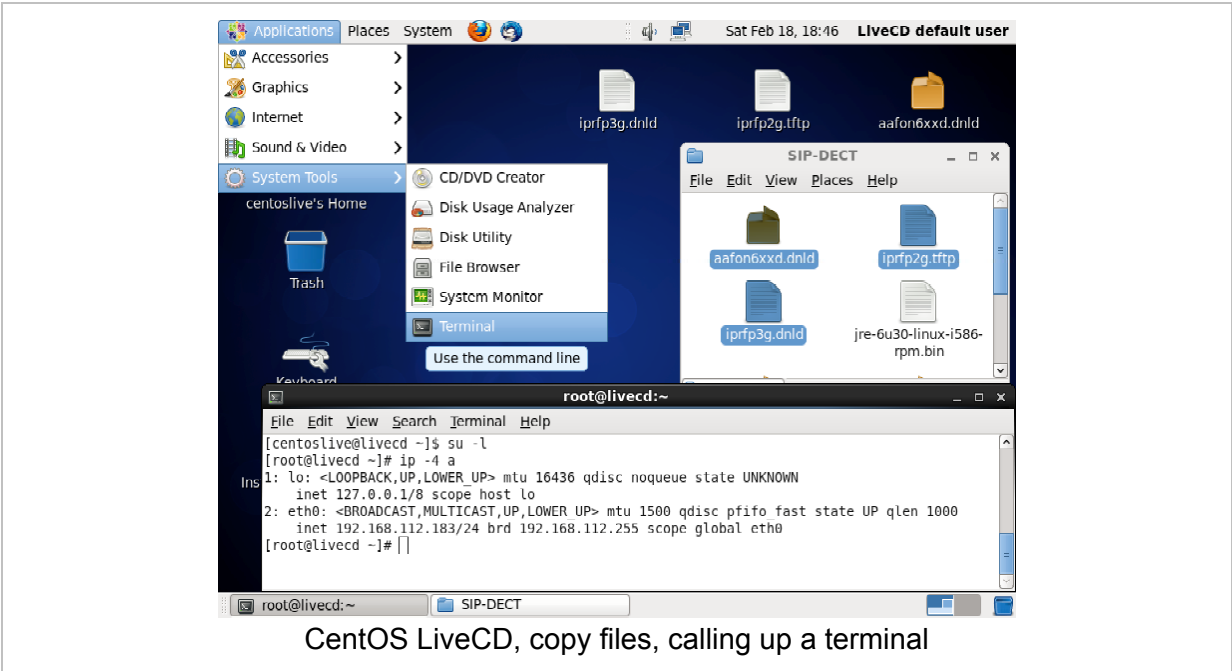 Applications Places System Sat Feb 18, 18:46 LiveCD default user
Accessories
Graphics
Internet
Sound & Video
System Tools
CD/DVD Creator
Disk Usage Analyzer
Disk Utility
File Browser
System Monitor
Terminal
Use the command line
centoslive's Home
Trash
Keyboard
Ins
iprfp3g.dnld
iprfp2g.tftp
aafon6xxd.dnld
SIP-DECT
File Edit View Places Help
aafon6xxd.dnld
iprfp2g.tftp
iprfp3g.dnld
jre-6u30-linux-i586-
rpm.bin
root@livecd:~
File Edit View Search Terminal Help
[centoslive@livecd ~]$ su -l
[root@livecd ~]# ip -4 a
1: lo: <LOOPBACK,UP,LOWER_UP> mtu 16436 qdisc noqueue state UNKNOWN
inet 127.0.0.1/8 scope host lo
2: eth0: <BROADCAST,MULTICAST,UP,LOWER_UP> mtu 1500 qdisc pfifo_fast state UP qlen 1000
inet 192.168.112.183/24 brd 192.168.112.255 scope global eth0
[root@livecd ~]#
root@livecd:~
SIP-DECT
CentOS LiveCD, copy files, calling up a terminal